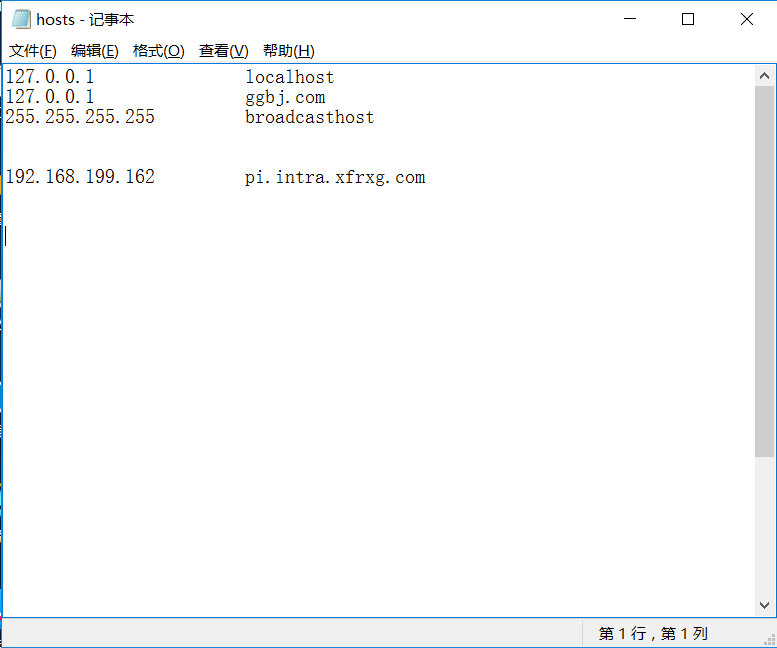 hosts - 记事本
文件(F) 编辑(E) 格式(O) 查看(V) 帮助(H)
127.0.0.1 localhost
127.0.0.1 ggbj.com
255.255.255.255 broadcasthost
192.168.199.162 pi.intra.xfrxg.com
第 1 行，第 1 列